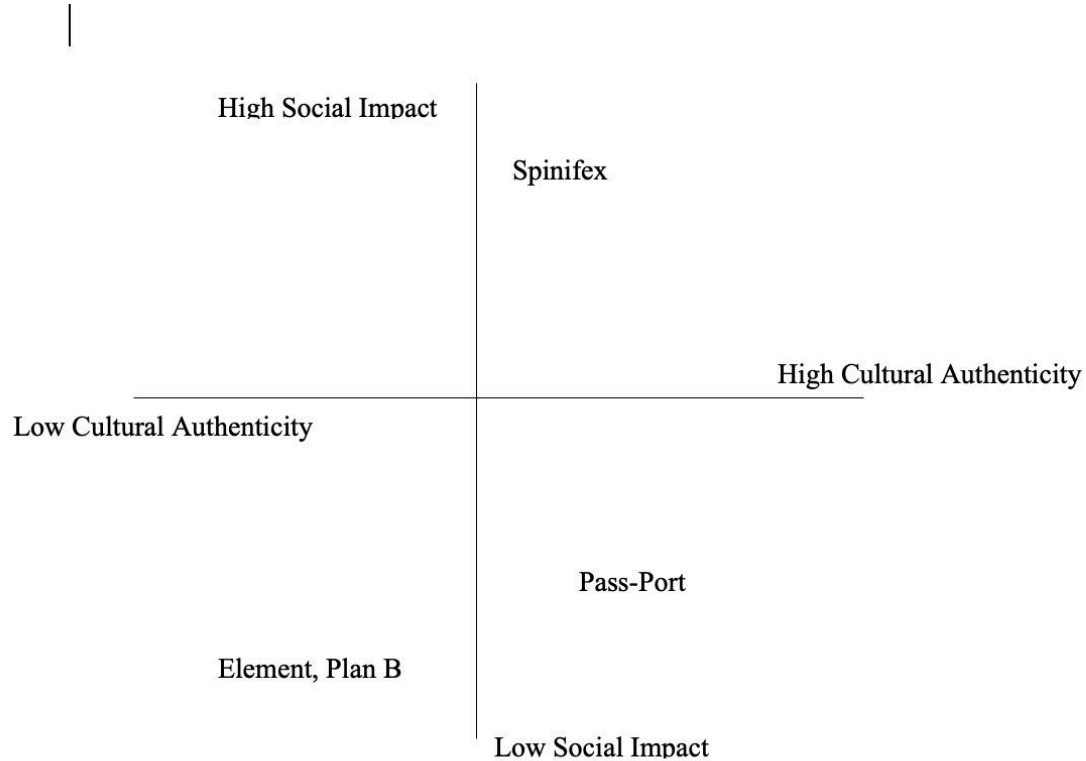 High Social Impact
Spinifex
High Cultural Authenticity
Low Cultural Authenticity
Pass-Port
Element, Plan B
Low Social Impact